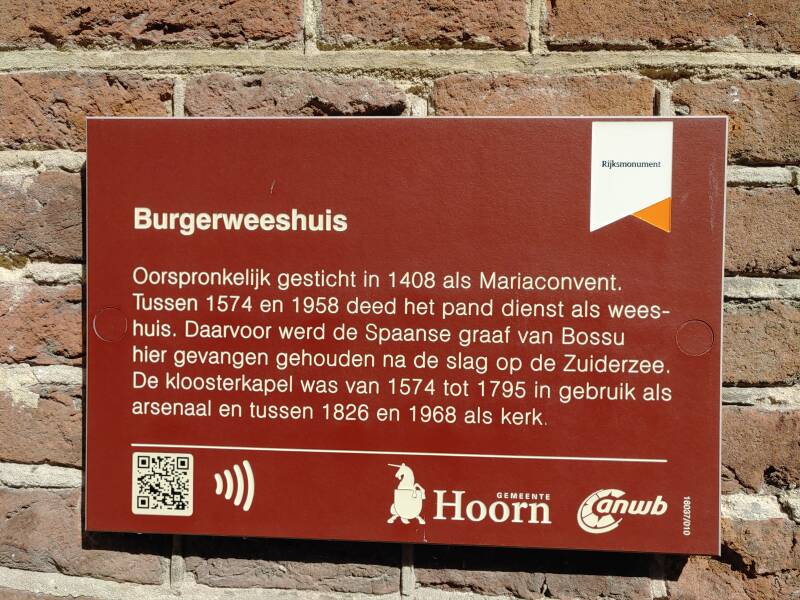 Rijksmonument
Burgerweeshuis
Oorspronkelijk gesticht in 1408 als Mariaconvent.
Tussen 1574 en 1958 deed het pand dienst als wees-
huis. Daarvoor werd de Spaanse graaf van Bossu
hier gevangen gehouden na de slag op de Zuiderzee.
De kloosterkapel was van 1574 tot 1795 in gebruik als
arsenaal en tussen 1826 en 1968 als kerk.
GEMEENTE
Hoorn
anwb
16037/010